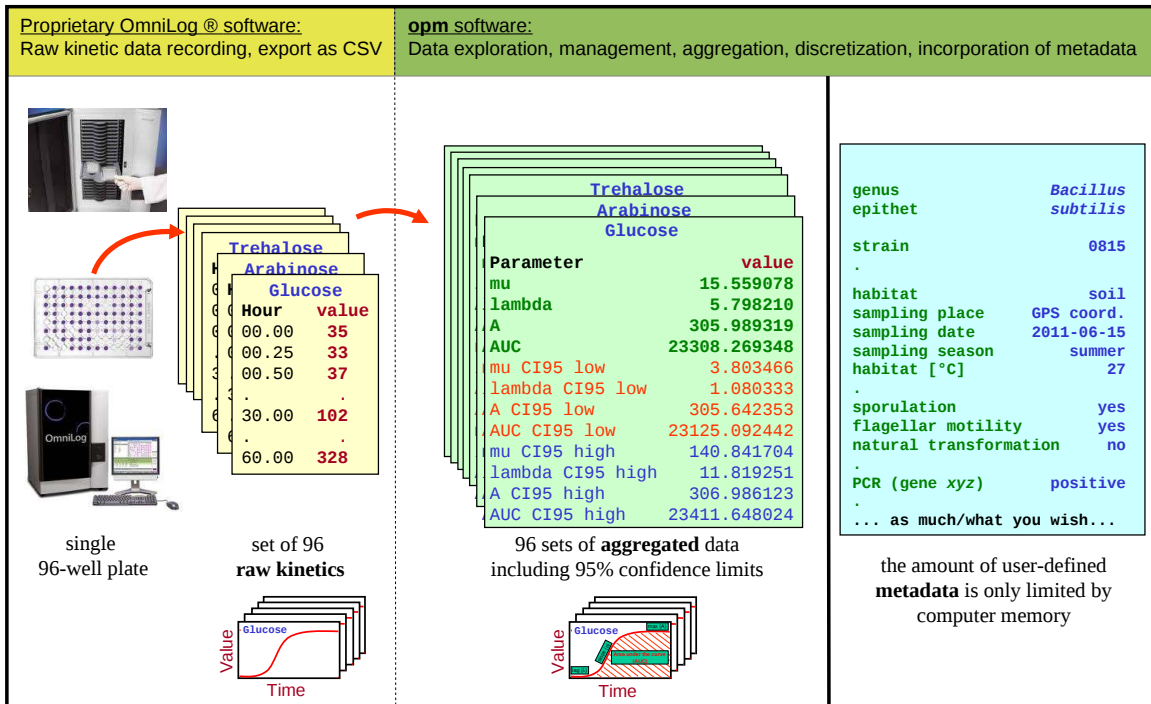 Proprietary OmniLog ® software:
Raw kinetic data recording, export as CSV
opm software:
Data exploration, management, aggregation, discretization, incorporation of metadata
OmniLog
Trehalose
Arabinose
Glucose
Hour value
00.00 35
00.25 33
00.50 37
. .
30.00 102
. .
60.00 328
Trehalose
Arabinose
Glucose
Parameter value
mu 15.559078
lambda 5.798210
A 305.989319
AUC 23308.269348
mu CI95 low 3.803466
lambda CI95 low 1.080333
A CI95 low 305.642353
AUC CI95 low 23125.092442
mu CI95 high 140.841704
lambda CI95 high 11.819251
A CI95 high 306.986123
AUC CI95 high 23411.648024
genus Bacillus
epithet subtilis
strain 0815
.
habitat soil
sampling place GPS coord.
sampling date 2011-06-15
sampling season summer
habitat [°C] 27
.
sporulation yes
flagellar motility yes
natural transformation no
.
PCR (gene xyz) positive
.
... as much/what you wish...
single
96-well plate
set of 96
raw kinetics
96 sets of aggregated data
including 95% confidence limits
the amount of user-defined
metadata is only limited by
computer memory
Glucose
Value
Time
Glucose
max (A)
Area under the curve
(AUC)
Value
Time